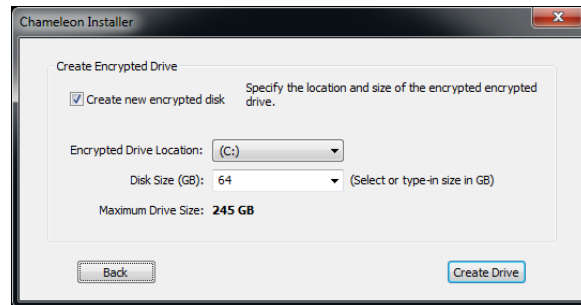 Chameleon Installer
Create Encrypted Drive
Create new encrypted disk
Specify the location and size of the encrypted encrypted
drive.
Encrypted Drive Location: (C:)
Disk Size (GB): 64 (Select or type-in size in GB)
Maximum Drive Size: 245 GB
Back Create Drive